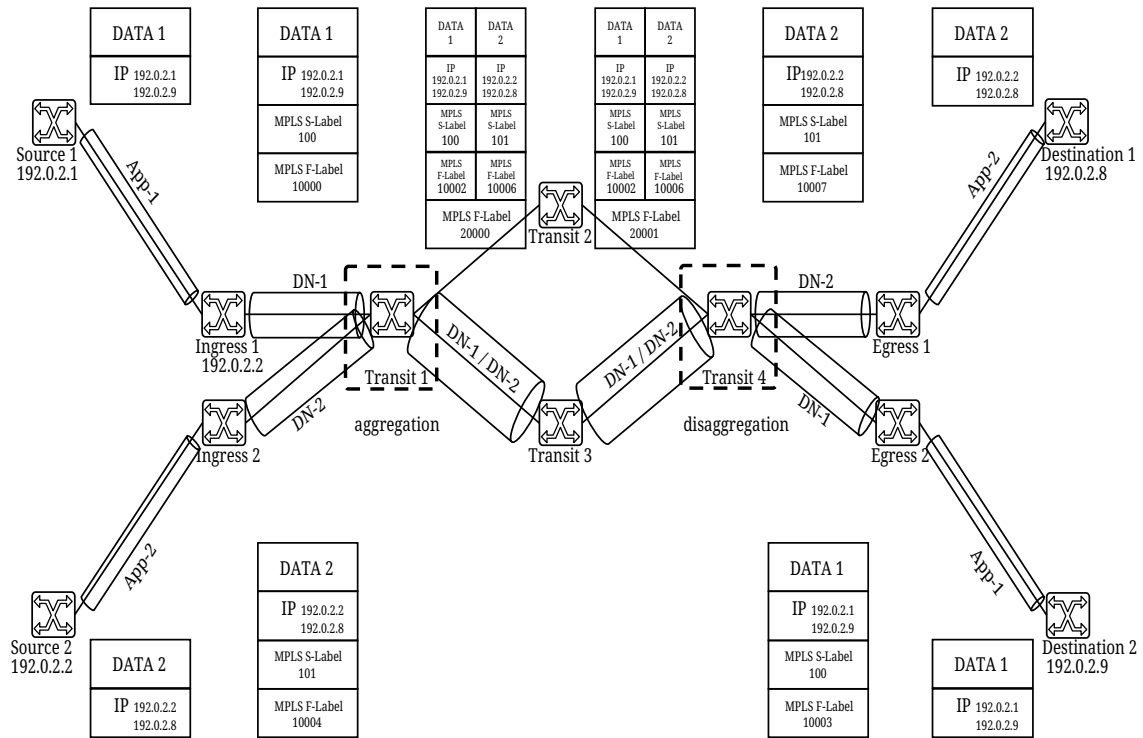 DATA 1
IP 192.0.2.1
192.0.2.9
DATA 1
IP 192.0.2.1
192.0.2.9
MPLS S-Label
100
MPLS F-Label
10000
DATA
1
DATA
2
IP
192.0.2.1
192.0.2.9
IP
192.0.2.2
192.0.2.8
MPLS
S-Label
100
MPLS
S-Label
101
MPLS
F-Label
10002
MPLS
F-Label
10006
MPLS F-Label
20000
DATA
1
DATA
2
IP
192.0.2.1
192.0.2.9
IP
192.0.2.2
192.0.2.8
MPLS
S-Label
100
MPLS
S-Label
101
MPLS
F-Label
10002
MPLS
F-Label
10006
MPLS F-Label
20001
DATA 2
IP192.0.2.2
192.0.2.8
MPLS S-Label
101
MPLS F-Label
10007
DATA 2
IP 192.0.2.2
192.0.2.8
Source 1
192.0.2.1
App-1
Transit 2
App-2
Destination 1
192.0.2.8
DN-1
Ingress 1
192.0.2.2
DN-2
Transit 1
DN-1 / DN-2
DN-1 / DN-2
Transit 4
DN-2
Egress 1
DN-1
aggregation
Transit 3
disaggregation
Ingress 2
Egress 2
App-2
App-1
Source 2
192.0.2.2
Destination 2
192.0.2.9
DATA 2
IP 192.0.2.2
192.0.2.8
DATA 2
IP 192.0.2.2
192.0.2.8
MPLS S-Label
101
MPLS F-Label
10004
DATA 1
IP 192.0.2.1
192.0.2.9
MPLS S-Label
100
MPLS F-Label
10003
DATA 1
IP 192.0.2.1
192.0.2.9